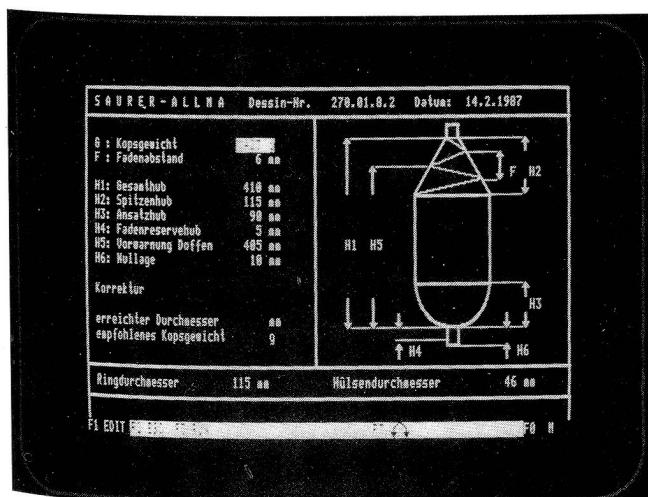 SAURER-ALLMA Dessin-Nr. 270.01.8.2 Datum: 14.2.1987
G : Kopsgewicht
F : Fadenabstand 6 mm
H1: Gesamthub 410 mm
H2: Spitzenhub 115 mm
H3: Ansatzhub 90 mm
H4: Fadenreservehub 5 mm
H5: Vorwarnung Doffen 405 mm
H6: Nullage 10 mm
Korrektur
erreichter Durchmesser mm
empfohlenes Kopsgewicht g
F H2
H1 H5
H3
H4 H6
Ringdurchmesser 115 mm Hülsendurchmesser 46 mm
F1 EDIT F0 M